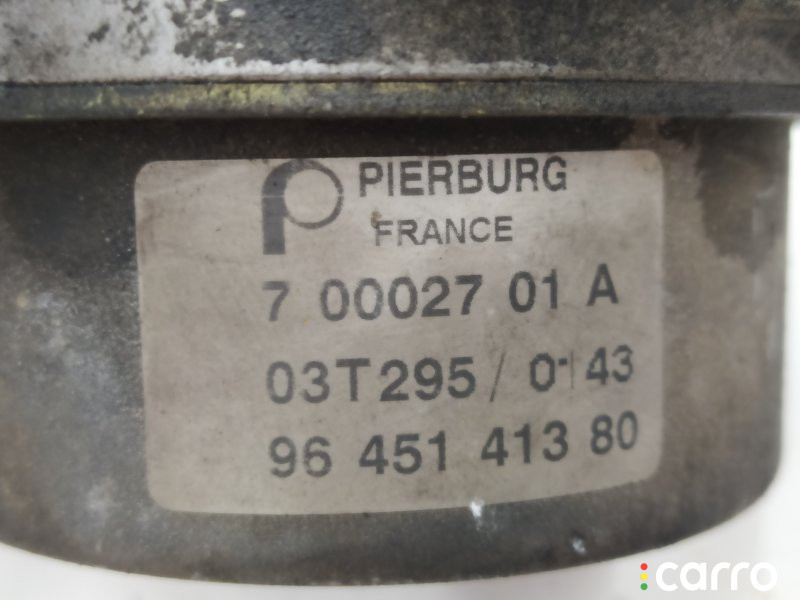 PIERBURG
FRANCE
7 00027 01 A
03T295/ 0143
96 451 413 80
carro